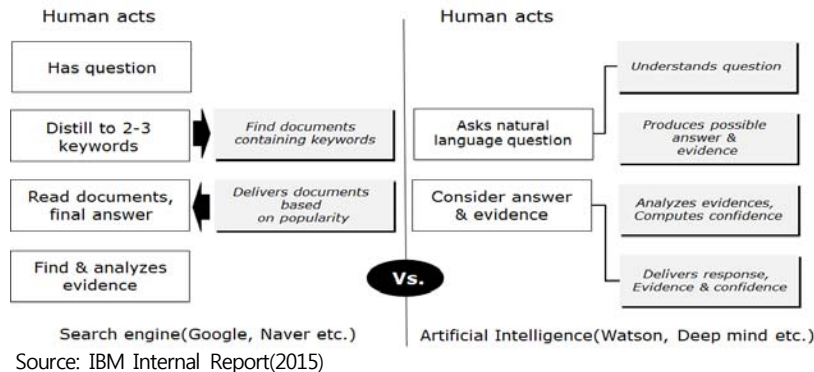 Human acts
Has question
Distill to 2-3
keywords
Find documents
containing keywords
Read documents,
final answer
Delivers documents
based
on popularity
Find & analyzes
evidence
Search engine(Google, Naver etc.)
Vs.
Human acts
Asks natural
language question
Understands question
Produces possible
answer &
evidence
Consider answer
& evidence
Analyzes evidences,
Computes confidence
Delivers response,
Evidence & confidence
Artificial Intelligence(Watson, Deep mind etc.)
Source: IBM Internal Report(2015)